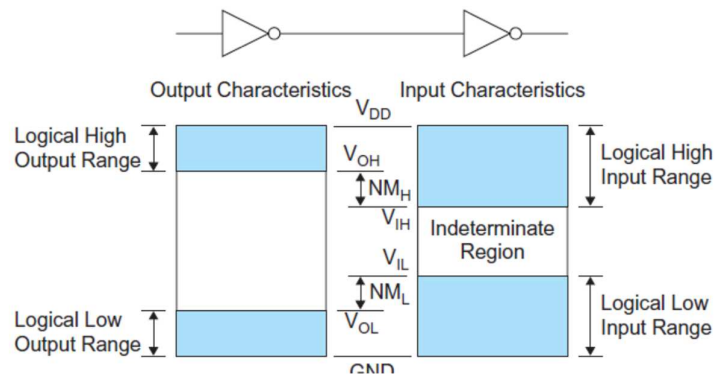 Output Characteristics
Input Characteristics
V_DD
Logical High
Output Range
V_OH
NM_H
Logical High
Input Range
V_IH
Indeterminate
Region
V_IL
NM_L
Logical Low
Output Range
V_OL
Logical Low
Input Range
GND